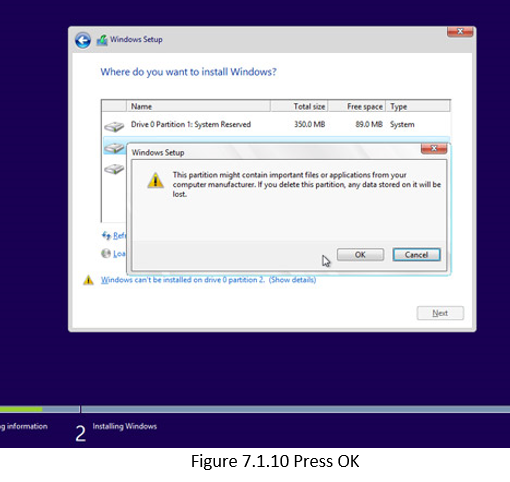 Windows Setup
Where do you want to install Windows?
Name Total size Free space Type
Drive 0 Partition 1: System Reserved 350.0 MB 89.0 MB System
Windows Setup
This partition might contain important files or applications from your
computer manufacturer. If you delete this partition, any data stored on it will be
lost.
OK Cancel
Refr
Loa
Windows can't be installed on drive 0 partition 2. (Show details)
Next
g information
2 Installing Windows
Figure 7.1.10 Press OK